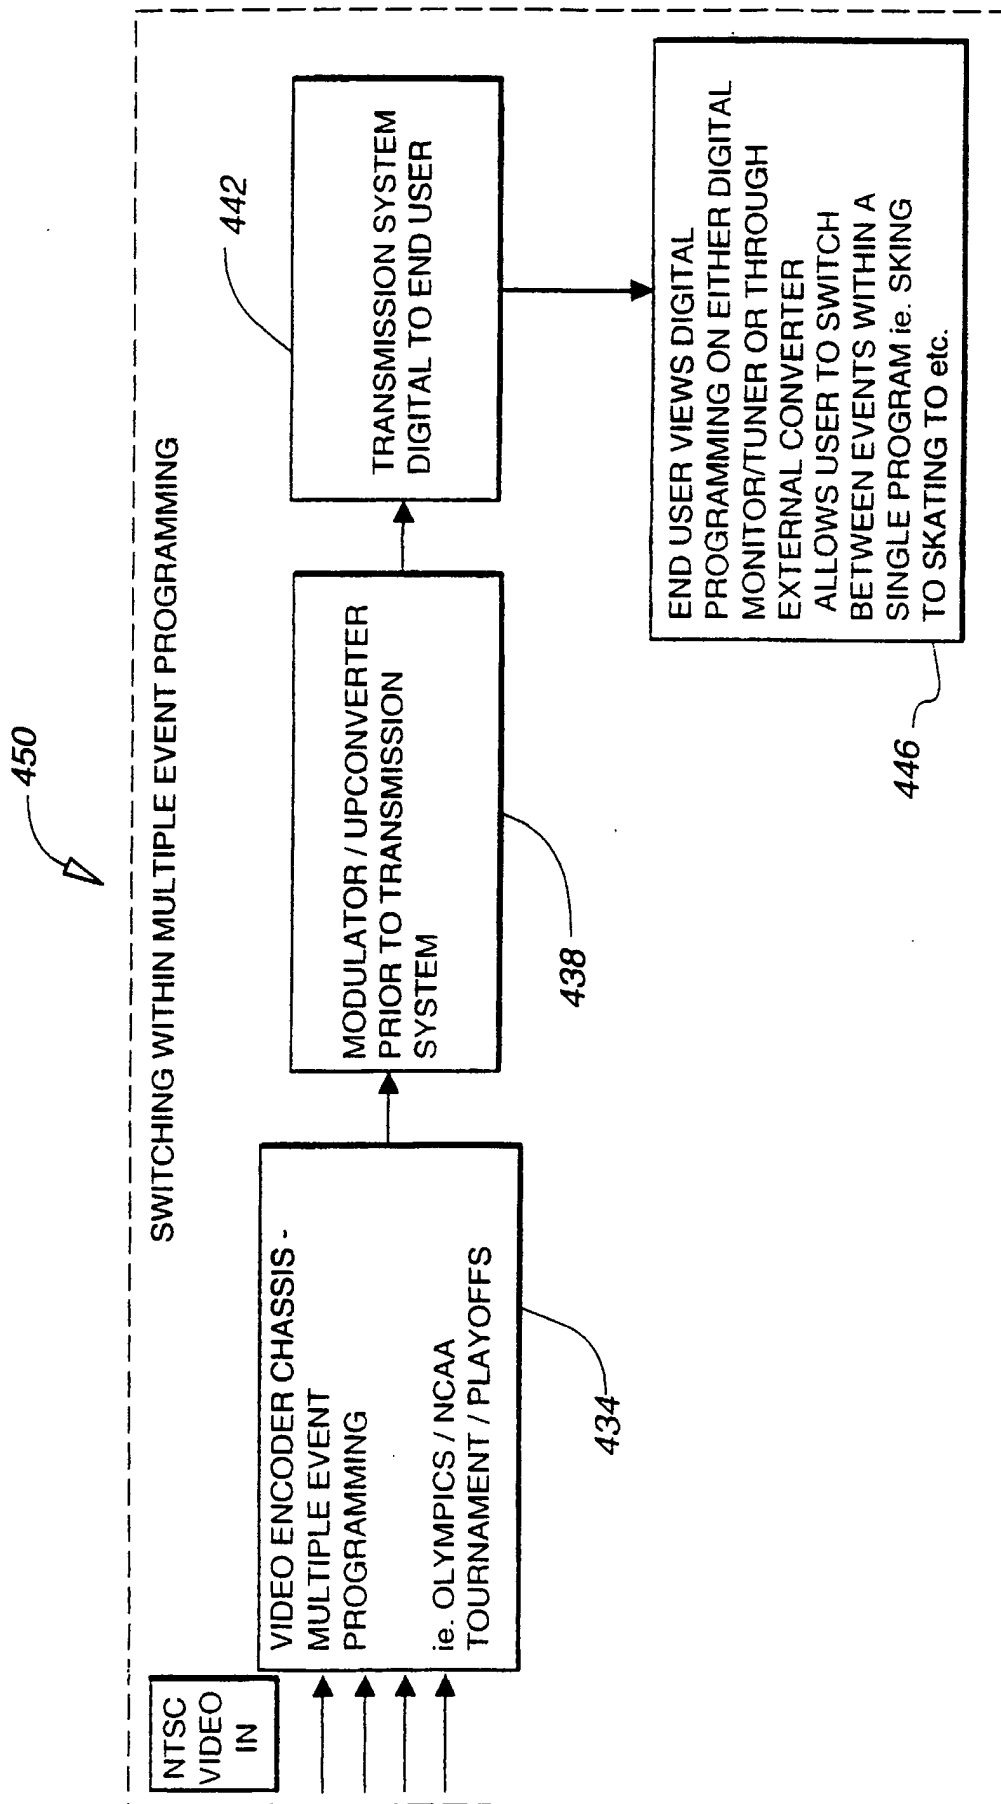 450
SWITCHING WITHIN MULTIPLE EVENT PROGRAMMING
NTSC
VIDEO
IN
VIDEO ENCODER CHASSIS -
MULTIPLE EVENT
PROGRAMMING
ie. OLYMPICS / NCAA
TOURNAMENT / PLAYOFFS
434
MODULATOR / UPCONVERTER
PRIOR TO TRANSMISSION
SYSTEM
438
TRANSMISSION SYSTEM
DIGITAL TO END USER
442
END USER VIEWS DIGITAL
PROGRAMMING ON EITHER DIGITAL
MONITOR/TUNER OR THROUGH
EXTERNAL CONVERTER
ALLOWS USER TO SWITCH
BETWEEN EVENTS WITHIN A
SINGLE PROGRAM ie. SKING
TO SKATING TO etc.
446